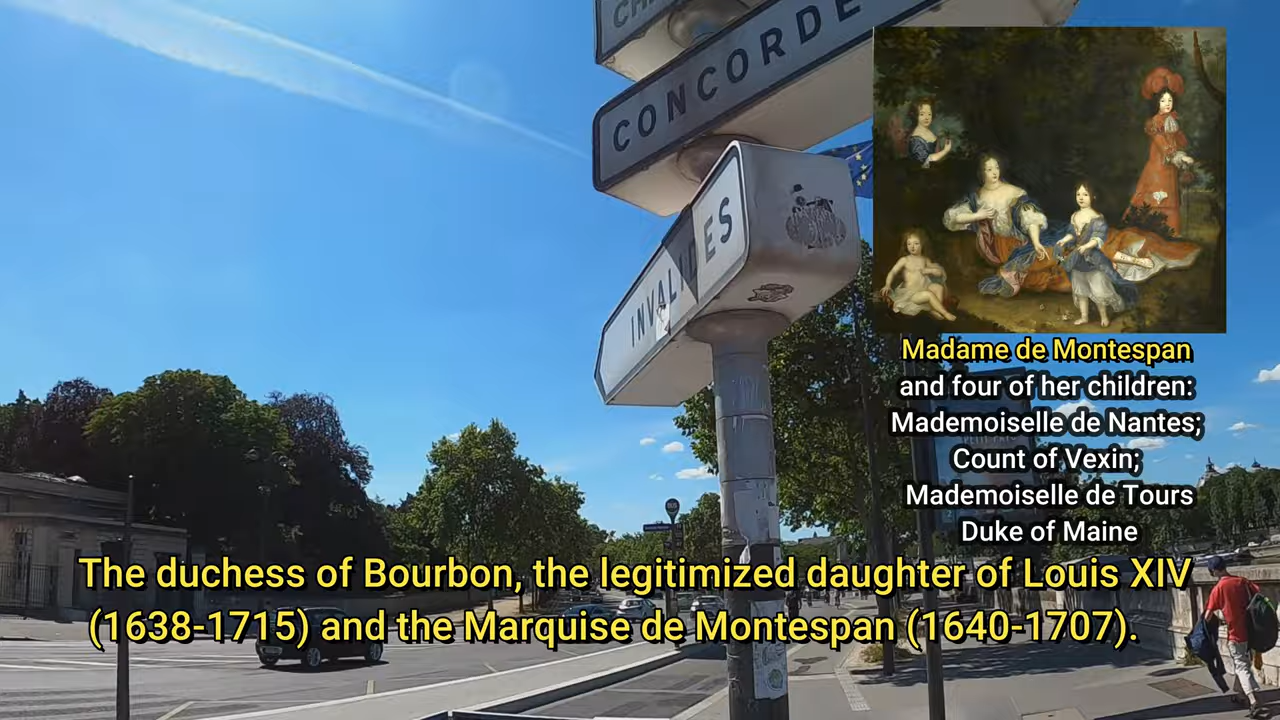 CONCORDE
INVALIDES
Madame de Montespan
and four of her children:
Mademoiselle de Nantes;
Count of Vexin;
Mademoiselle de Tours
Duke of Maine
The duchess of Bourbon, the legitimized daughter of Louis XIV
(1638-1715) and the Marquise de Montespan (1640-1707).